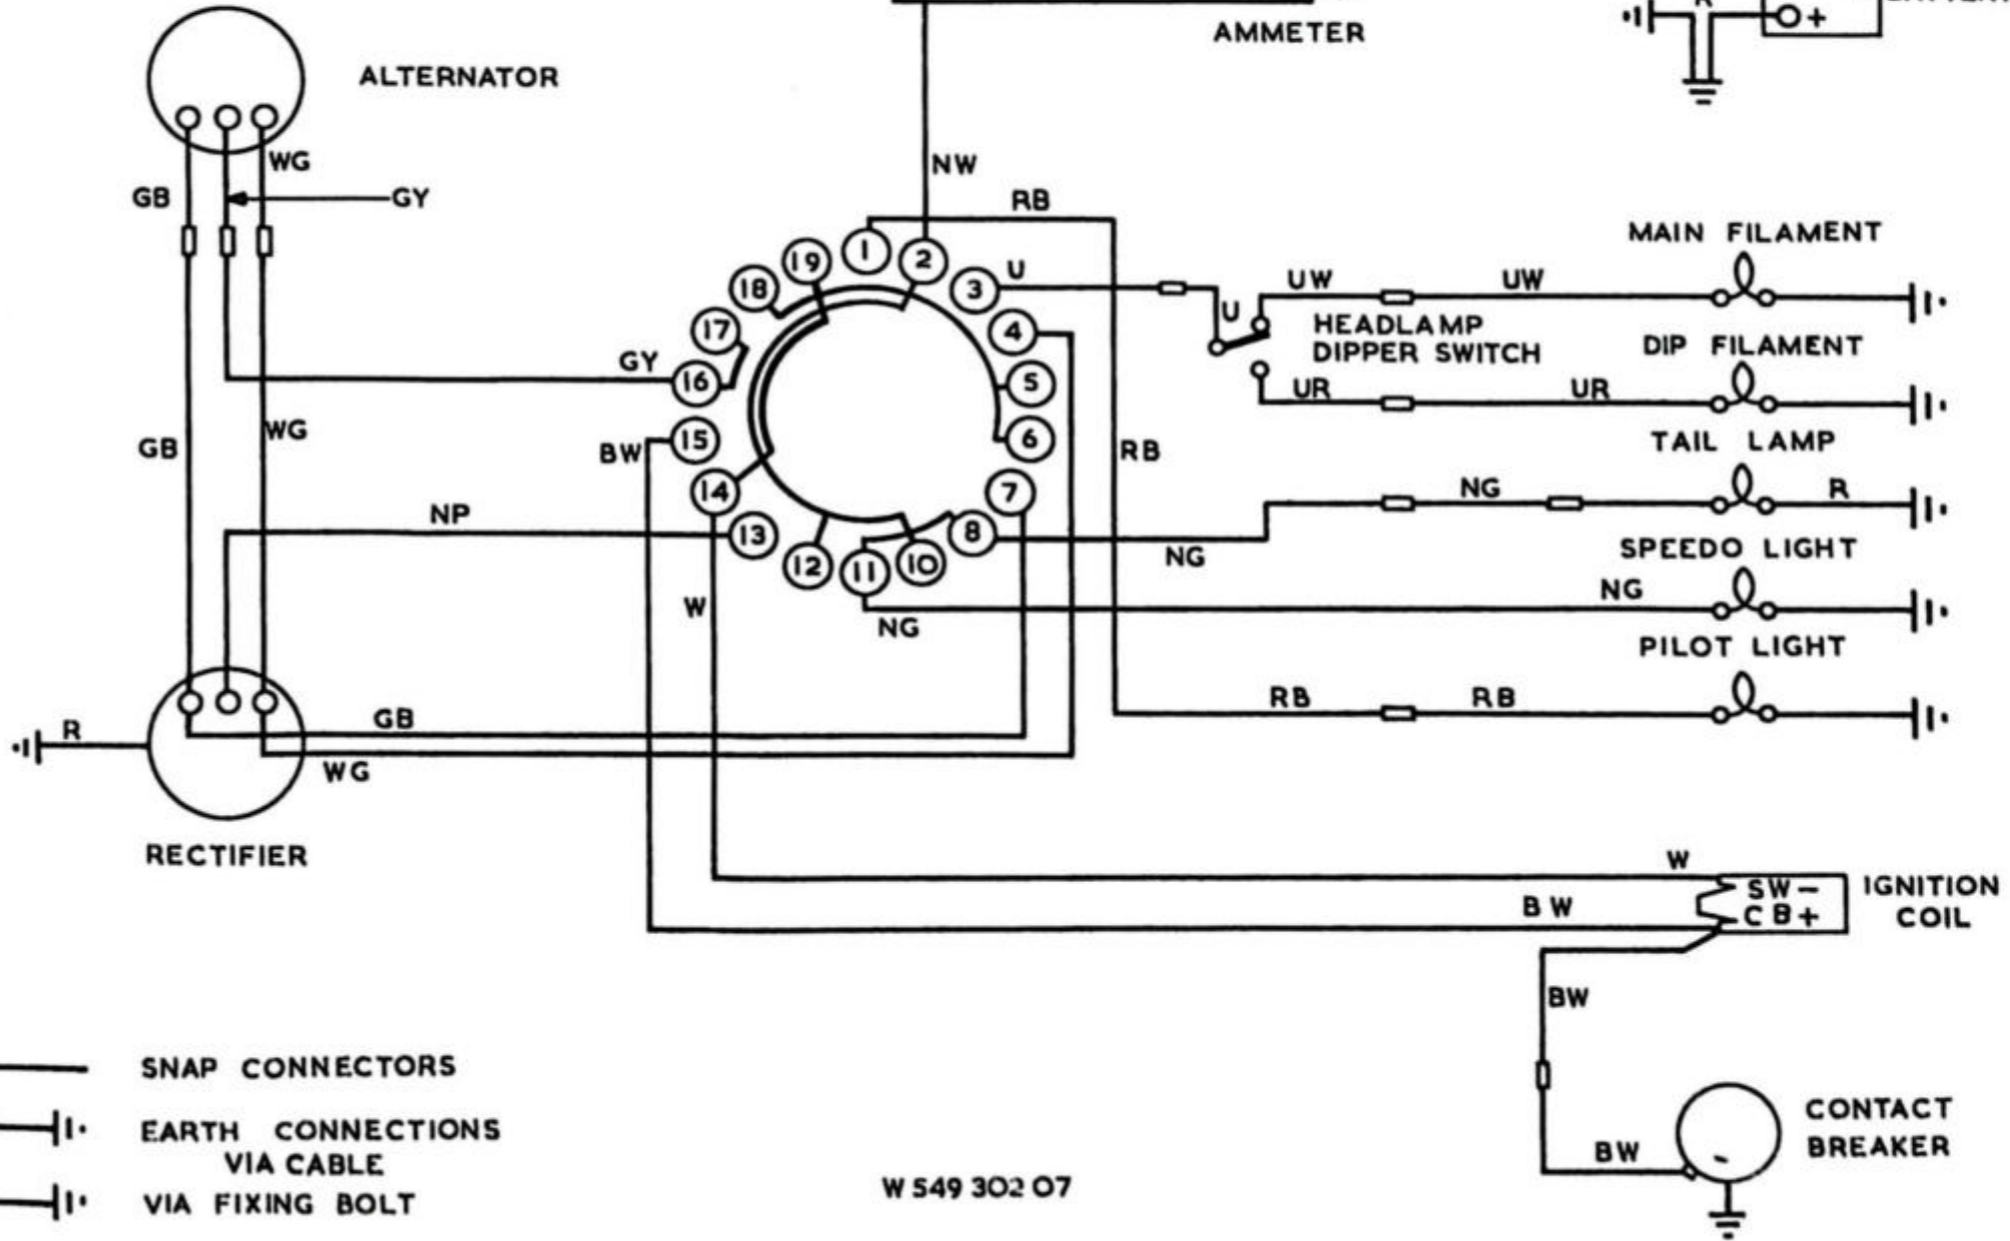 AMMETER
+
ALTERNATOR
WG
GB
GY
NW
RB
MAIN FILAMENT
1
2
19
3
U
18
UW
UW
U
17
4
HEADLAMP
DIPPER SWITCH
DIP FILAMENT
GY
16
5
UR
UR
WG
GB
BW
15
6
RB
TAIL LAMP
14
7
NG
R
NP
13
8
12
11
10
NG
SPEEDO LIGHT
W
NG
NG
PILOT LIGHT
RB
RB
R
GB
WG
RECTIFIER
W
SW-
CB+
IGNITION
COIL
BW
BW
SNAP CONNECTORS
EARTH CONNECTIONS
VIA CABLE
VIA FIXING BOLT
CONTACT
BREAKER
BW
-
W 549 302 07